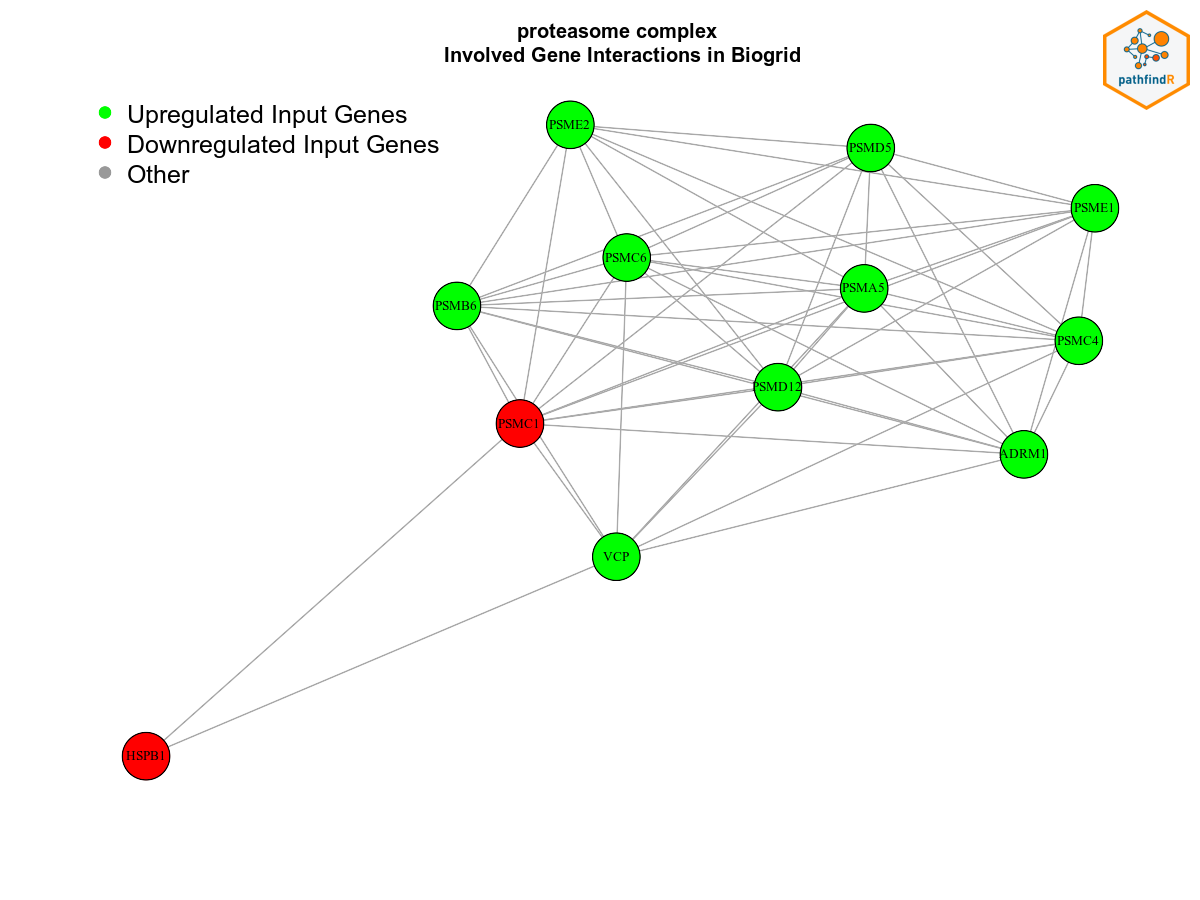 proteasome complex
Involved Gene Interactions in Biogrid
pathfindR
Upregulated Input Genes
Downregulated Input Genes
Other
PSME2
PSMD5
PSME1
PSMC6
PSMA5
PSMB6
PSMC4
PSMD12
PSMC1
ADRM1
VCP
HSPB1